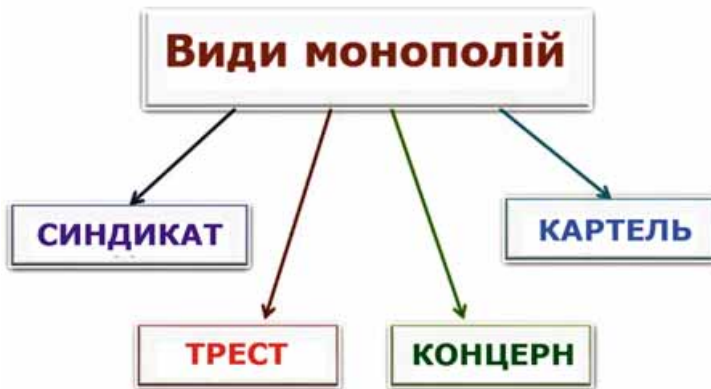 Види монополій
СИНДИКАТ
КАРТЕЛЬ
ТРЕСТ
КОНЦЕРН